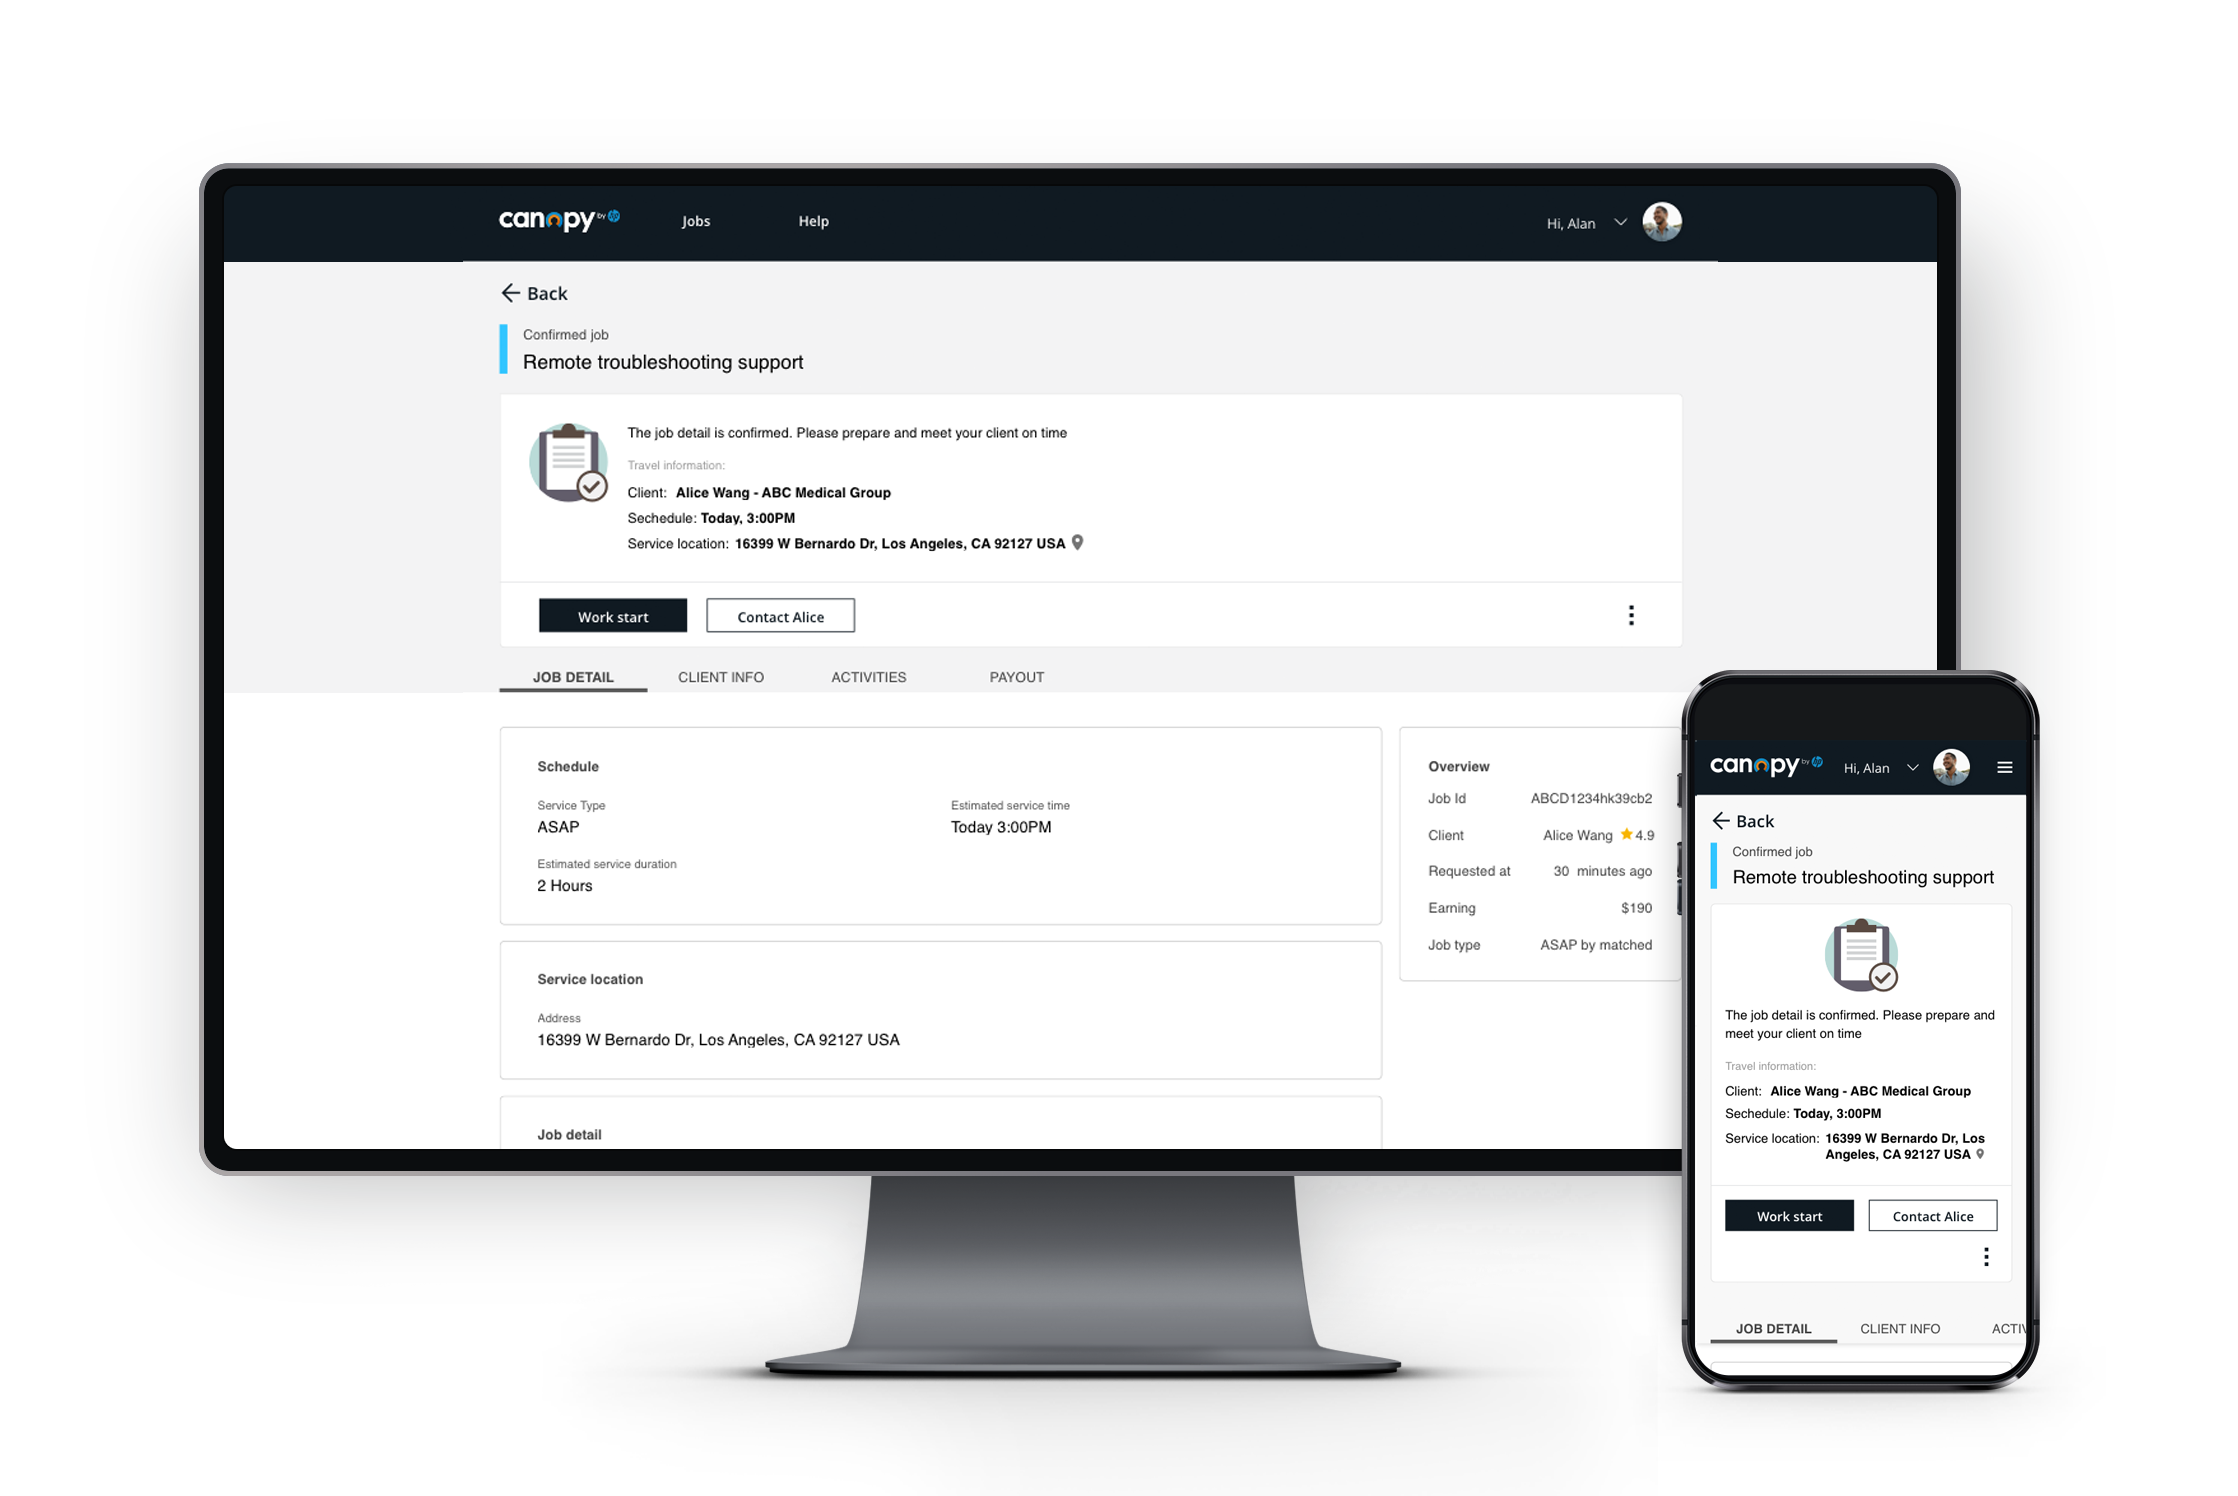 canopy by hp
Jobs
Help
Hi, Alan
Back
Confirmed job
Remote troubleshooting support
The job detail is confirmed. Please prepare and meet your client on time
Travel information:
Client: Alice Wang - ABC Medical Group
Sechedule: Today, 3:00PM
Service location: 16399 W Bernardo Dr, Los Angeles, CA 92127 USA
Work start
Contact Alice
JOB DETAIL
CLIENT INFO
ACTIVITIES
PAYOUT
Schedule
Service Type
ASAP
Estimated service time
Today 3:00PM
Estimated service duration
2 Hours
Service location
Address
16399 W Bernardo Dr, Los Angeles, CA 92127 USA
Job detail
Overview
Job Id ABCD1234hk39cb2
Client Alice Wang 4.9
Requested at 30 minutes ago
Earning $190
Job type ASAP by matched
canopy by hp
Hi, Alan
Back
Confirmed job
Remote troubleshooting support
The job detail is confirmed. Please prepare and
meet your client on time
Travel information:
Client: Alice Wang - ABC Medical Group
Sechedule: Today, 3:00PM
Service location: 16399 W Bernardo Dr, Los
Angeles, CA 92127 USA
Work start
Contact Alice
JOB DETAIL
CLIENT INFO
ACTIV